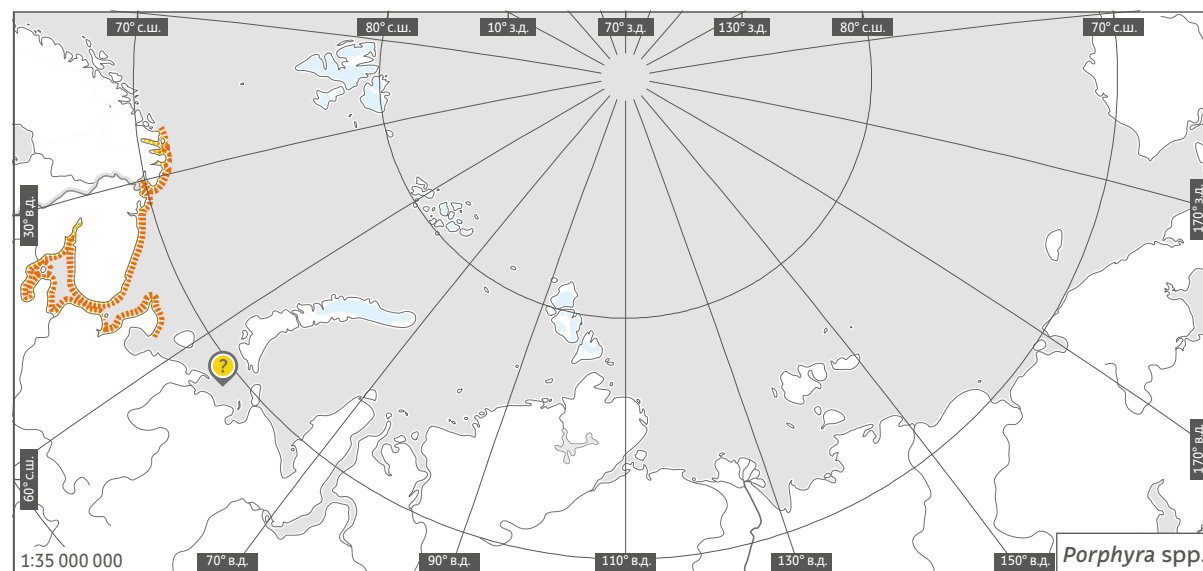 70° с.ш.
80° с.ш.
10° з.д.
70° з.д.
130° з.д.
80° с.ш.
70° с.ш.
30° в.д.
170° з.д.
?
60° с.ш.
170° в.д.
1:35 000 000
70° в.д.
90° в.д.
110° в.д.
130° в.д.
150° в.д.
Porphyra spp.